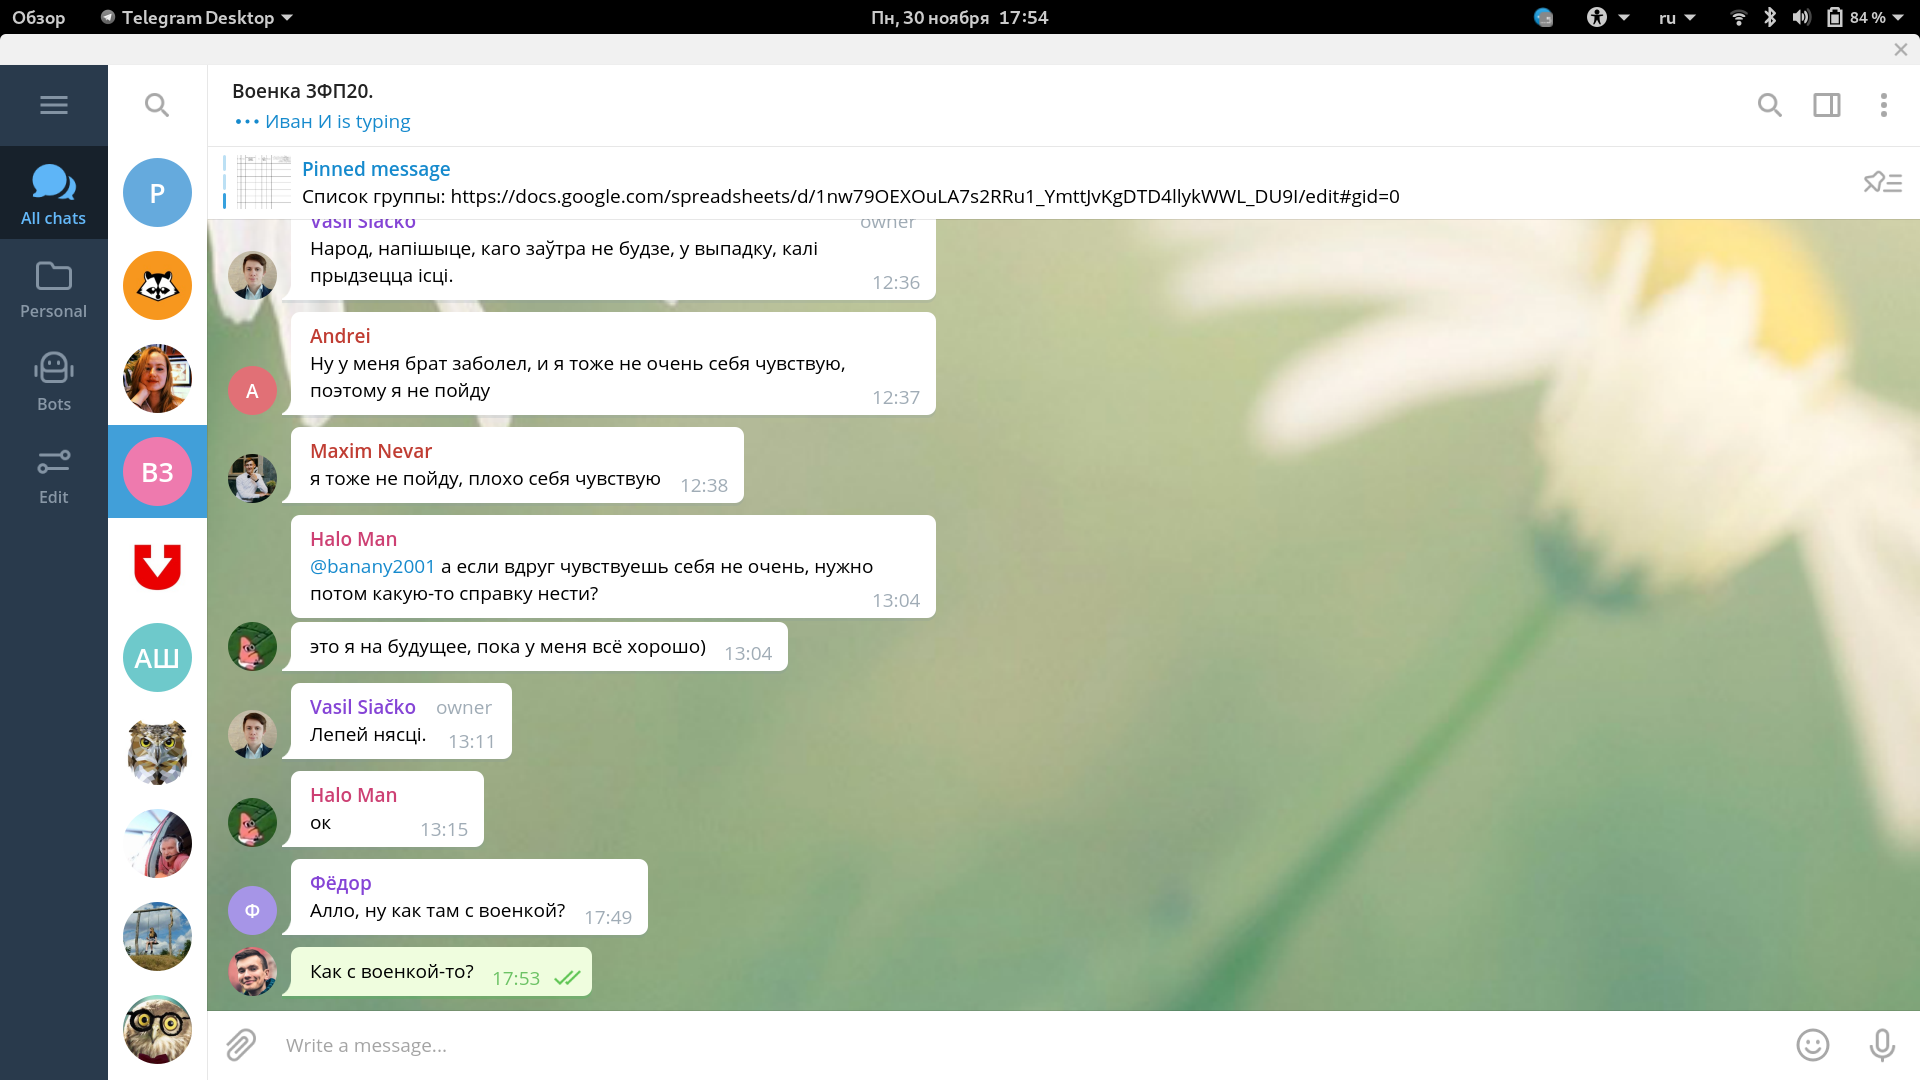 Обзор
Telegram Desktop
Пн, 30 ноября 17:54
ru
84 %
Военка ЗФП20.
Иван И is typing
Pinned message
Список группы: https://docs.google.com/spreadsheets/d/1nw79OEXOuLA7s2RRu1_YmttJvKgDTD4llykWWL_DU9I/edit#gid=0
All chats
Personal
Bots
Edit
P
ВЗ
АШ
Vasil Siačko owner
Народ, напішыце, каго заўтра не будзе, у выпадку, калі
прыдзецца ісці.
12:36
Andrei
Ну у меня брат заболел, и я тоже не очень себя чувствую,
поэтому я не пойду
12:37
A
Maxim Nevar
я тоже не пойду, плохо себя чувствую 12:38
Halo Man
@banany2001 а если вдруг чувствуешь себя не очень, нужно
потом какую-то справку нести?
13:04
это я на будущее, пока у меня всё хорошо) 13:04
Vasil Siačko owner
Лепей нясці. 13:11
Halo Man
ок 13:15
Фёдор
Алло, ну как там с военкой? 17:49
Ф
Как с военкой-то? 17:53
Write a message...